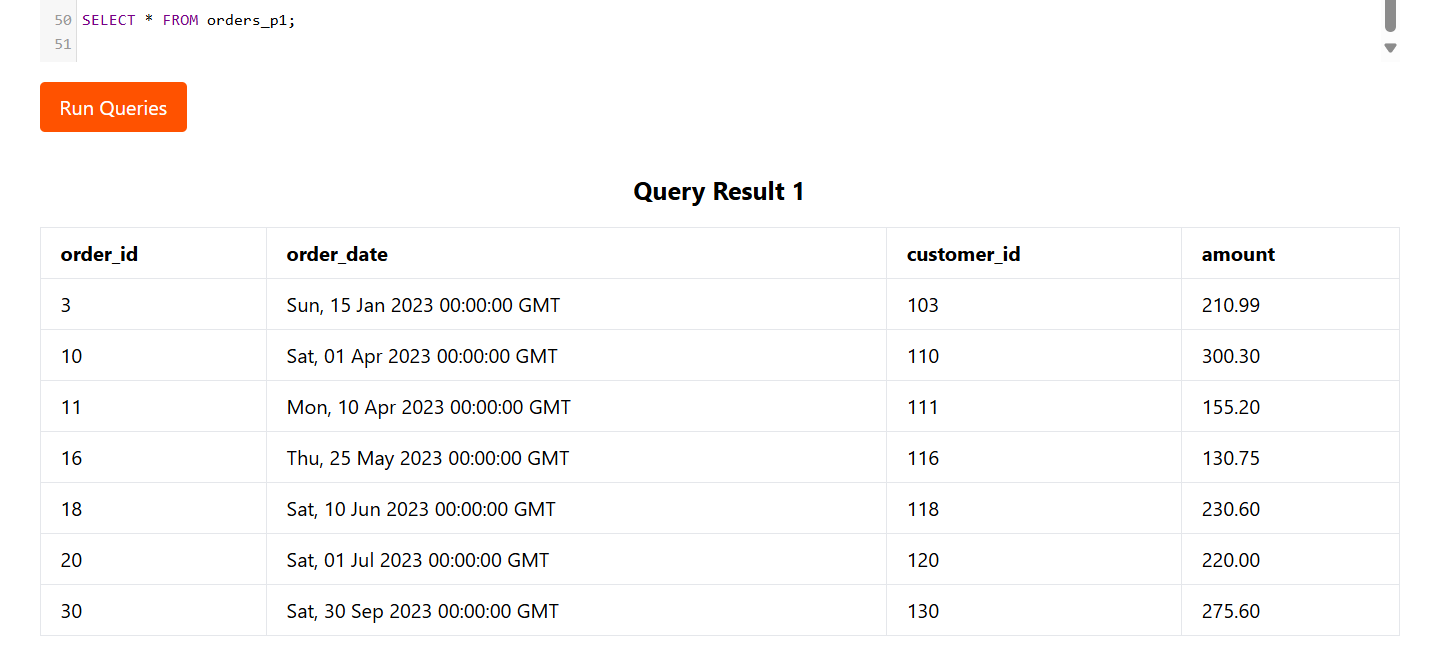 50 SELECT * FROM orders_p1;
51
Run Queries
Query Result 1
order_id order_date customer_id amount
3 Sun, 15 Jan 2023 00:00:00 GMT 103 210.99
10 Sat, 01 Apr 2023 00:00:00 GMT 110 300.30
11 Mon, 10 Apr 2023 00:00:00 GMT 111 155.20
16 Thu, 25 May 2023 00:00:00 GMT 116 130.75
18 Sat, 10 Jun 2023 00:00:00 GMT 118 230.60
20 Sat, 01 Jul 2023 00:00:00 GMT 120 220.00
30 Sat, 30 Sep 2023 00:00:00 GMT 130 275.60